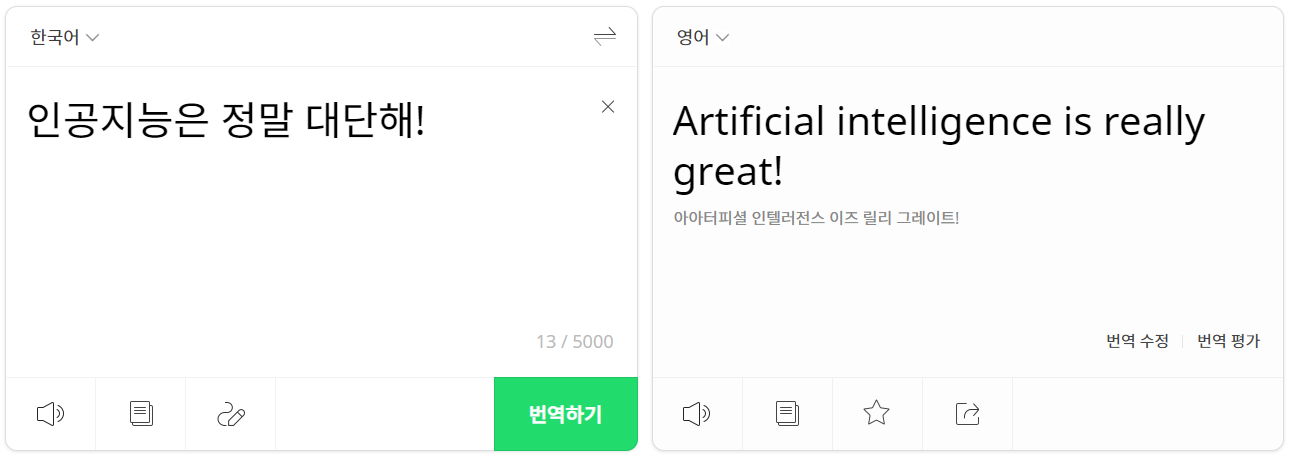 한국어
인공지능은 정말 대단해!
13 / 5000
번역하기
영어
Artificial intelligence is really
great!
아아터피셜 인텔러전스 이즈 릴리 그레이트!
번역 수정
번역 평가